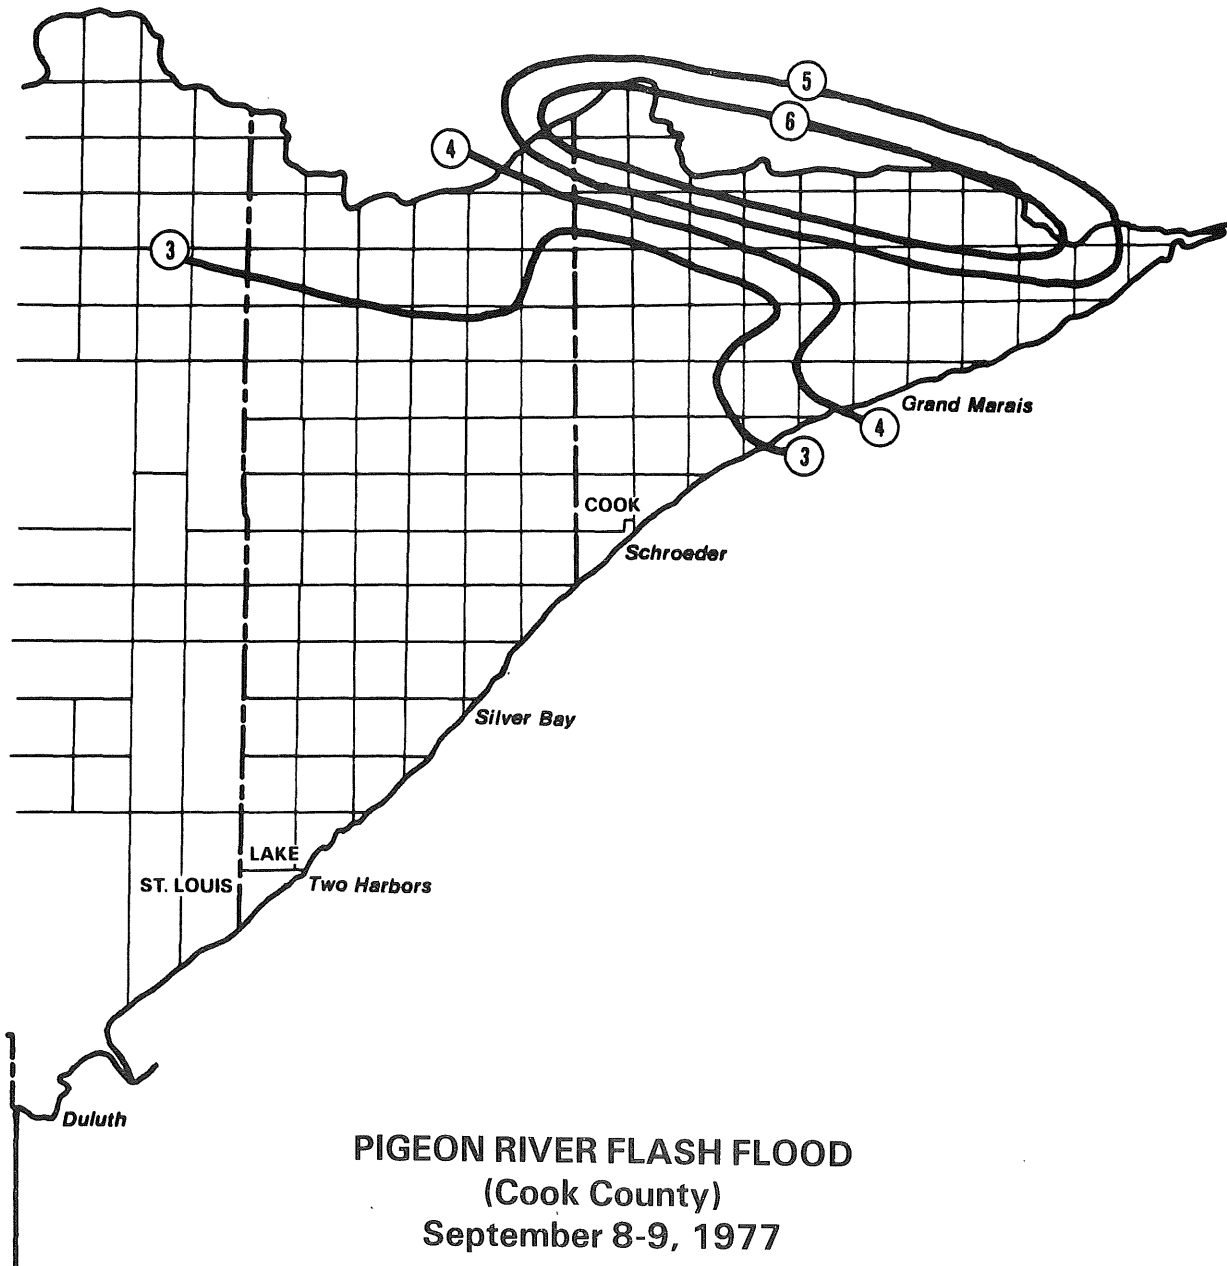 5
6
4
3
Grand Marais
4
3
COOK
Schroeder
Silver Bay
LAKE
ST. LOUIS
Two Harbors
Duluth
PIGEON RIVER FLASH FLOOD
(Cook County)
September 8-9, 1977